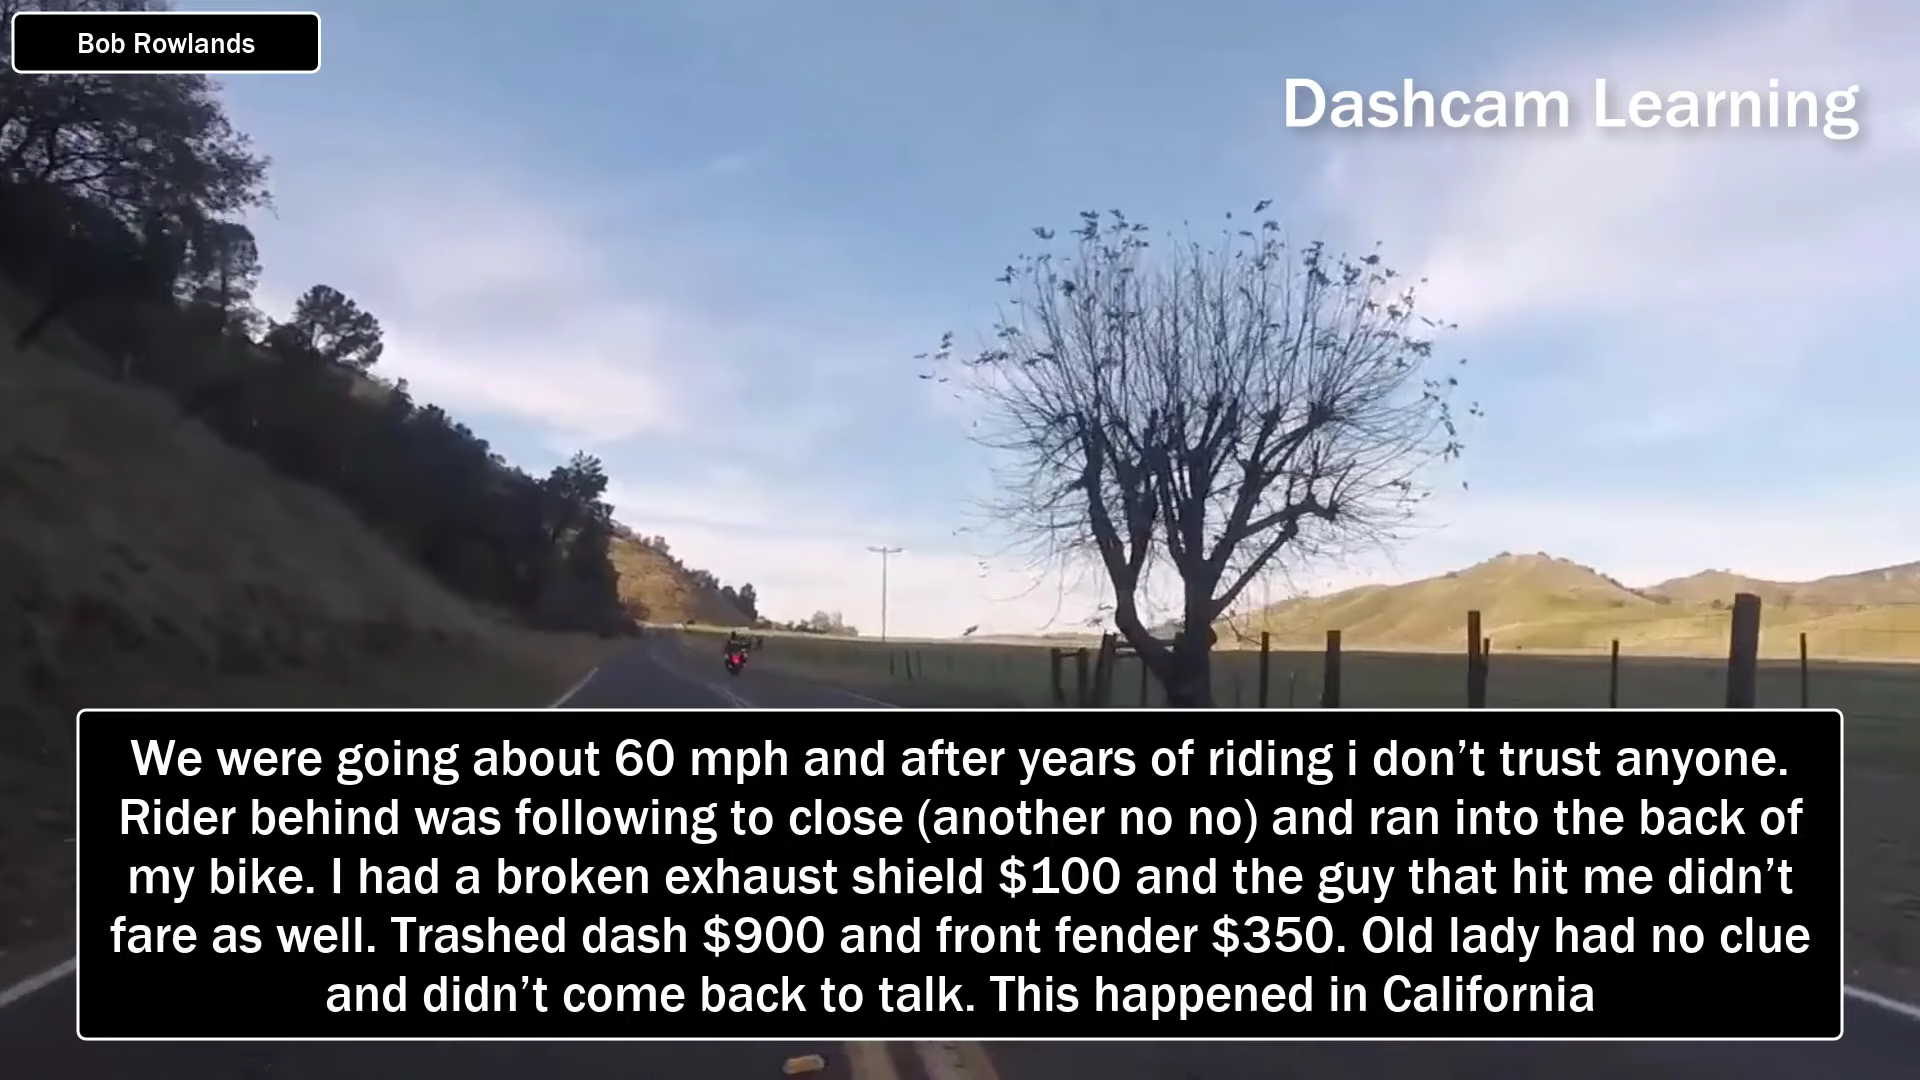 Bob Rowlands
Dashcam Learning
We were going about 60 mph and after years of riding i don’t trust anyone.
Rider behind was following to close (another no no) and ran into the back of
my bike. I had a broken exhaust shield $100 and the guy that hit me didn’t
fare as well. Trashed dash $900 and front fender $350. Old lady had no clue
and didn’t come back to talk. This happened in California